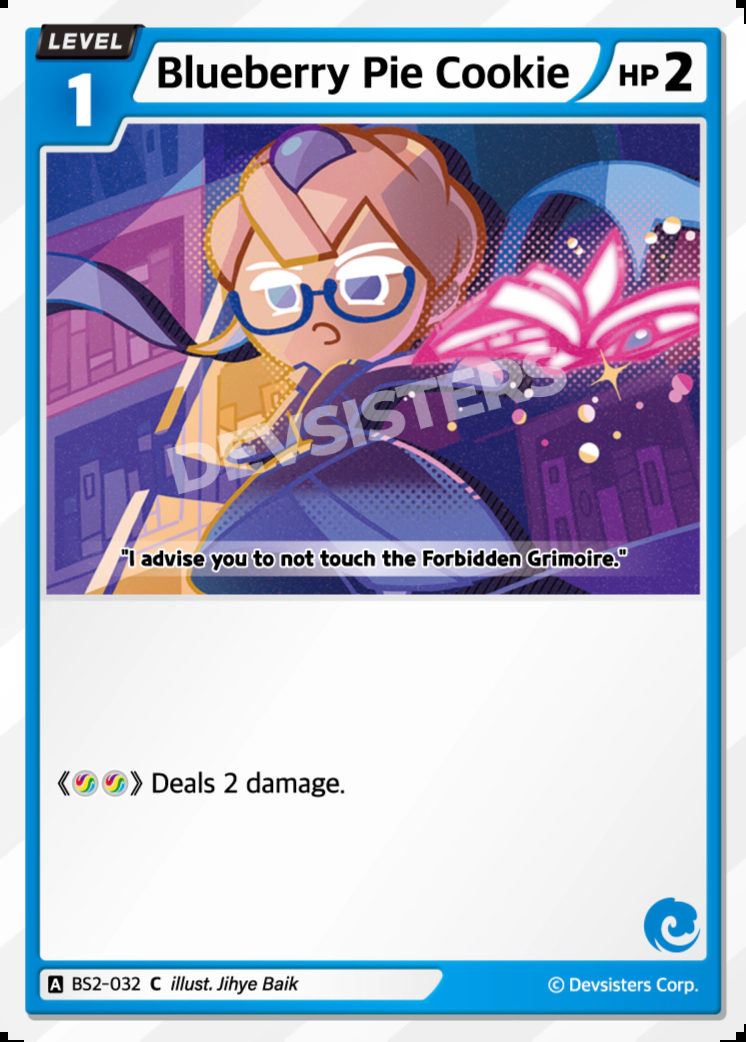 LEVEL
1
Blueberry Pie Cookie
HP 2
DEVSISTERS
"I advise you to not touch the Forbidden Grimoire."
《》 Deals 2 damage.
A BS2-032 C illust. Jihye Baik
© Devsisters Corp.